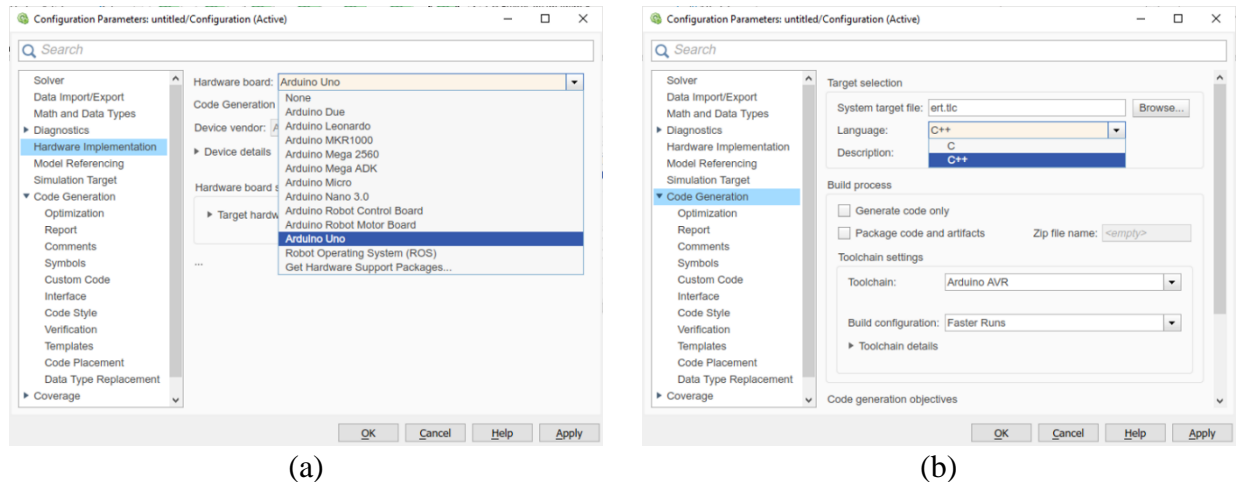 Configuration Parameters: untitled/Configuration (Active)
Search
Solver
Data Import/Export
Math and Data Types
Diagnostics
Hardware Implementation
Model Referencing
Simulation Target
Code Generation
Optimization
Report
Comments
Symbols
Custom Code
Interface
Code Style
Verification
Templates
Code Placement
Data Type Replacement
Coverage
Hardware board: Arduino Uno
Code Generation
Device vendor:
Device details
Hardware board
Target hardw
...
None
Arduino Due
Arduino Leonardo
Arduino MKR1000
Arduino Mega 2560
Arduino Mega ADK
Arduino Micro
Arduino Nano 3.0
Arduino Robot Control Board
Arduino Robot Motor Board
Arduino Uno
Robot Operating System (ROS)
Get Hardware Support Packages...
OK Cancel Help Apply
(a)
Configuration Parameters: untitled/Configuration (Active)
Search
Solver
Data Import/Export
Math and Data Types
Diagnostics
Hardware Implementation
Model Referencing
Simulation Target
Code Generation
Optimization
Report
Comments
Symbols
Custom Code
Interface
Code Style
Verification
Templates
Code Placement
Data Type Replacement
Coverage
Target selection
System target file: ert.tlc Browse...
Language: C++
C
C++
Description:
Build process
Generate code only
Package code and artifacts Zip file name: <empty>
Toolchain settings
Toolchain: Arduino AVR
Build configuration: Faster Runs
Toolchain details
Code generation objectives
OK Cancel Help Apply
(b)